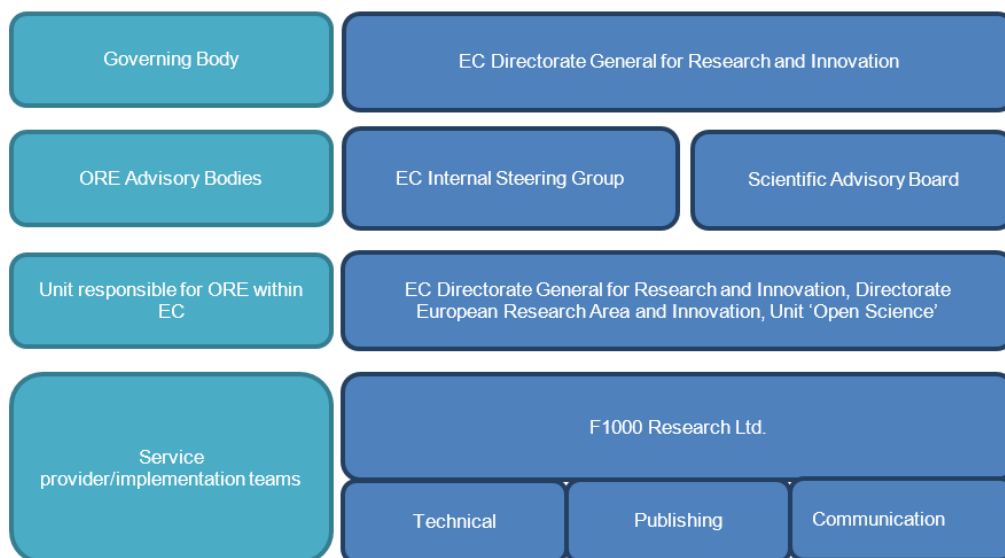 Governing Body
EC Directorate General for Research and Innovation
ORE Advisory Bodies
EC Internal Steering Group
Scientific Advisory Board
Unit responsible for ORE within
EC
EC Directorate General for Research and Innovation, Directorate
European Research Area and Innovation, Unit ‘Open Science’
Service
provider/implementation teams
F1000 Research Ltd.
Technical
Publishing
Communication